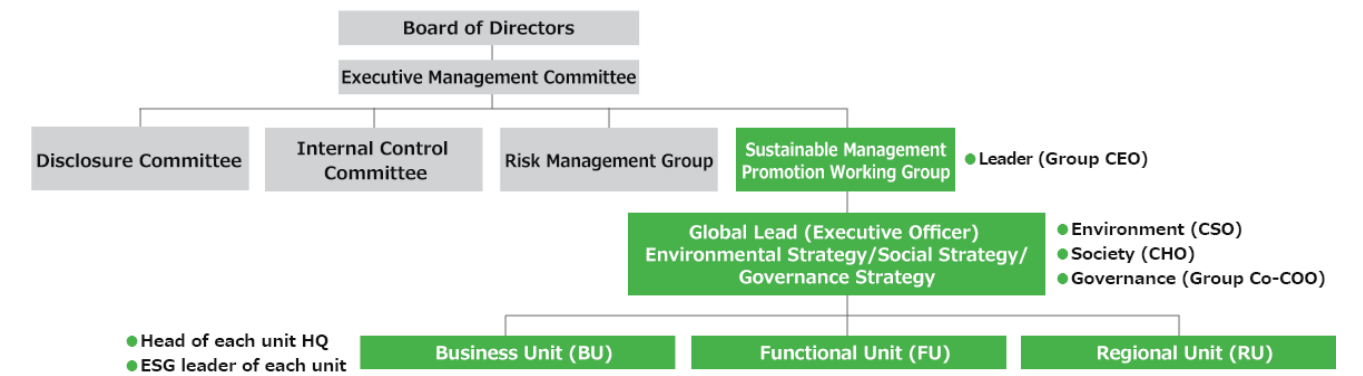 Board of Directors
Executive Management Committee
Disclosure Committee
Internal Control
Committee
Risk Management Group
Sustainable Management
Promotion Working Group
●Leader (Group CEO)
Global Lead (Executive Officer)
Environmental Strategy/Social Strategy/
Governance Strategy
●Environment (CSO)
●Society (CHO)
●Governance (Group Co-COO)
●Head of each unit HQ
●ESG leader of each unit
Business Unit (BU)
Functional Unit (FU)
Regional Unit (RU)